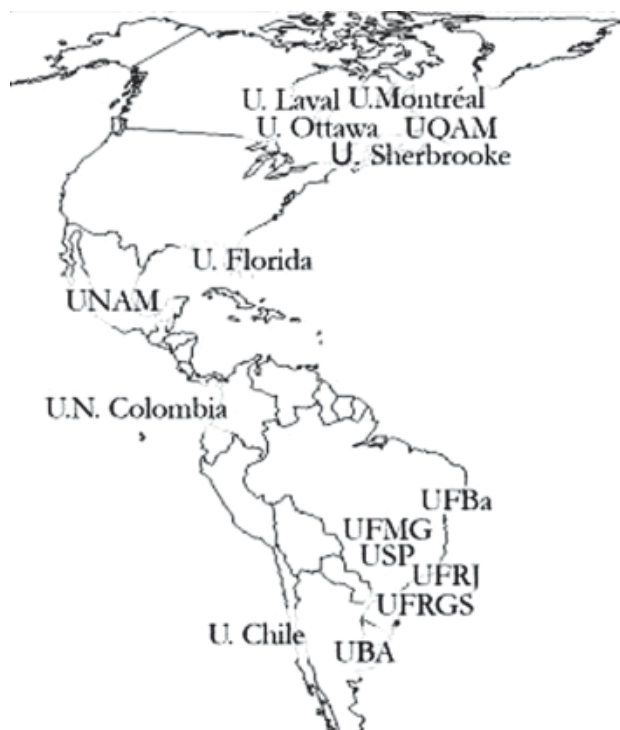 U. Laval U.Montréal
U. Ottawa UQAM
U. Sherbrooke
U. Florida
UNAM
U.N. Colombia
UFBa
UFMG
USP
UFRJ
UFRGS
U. Chile
UBA